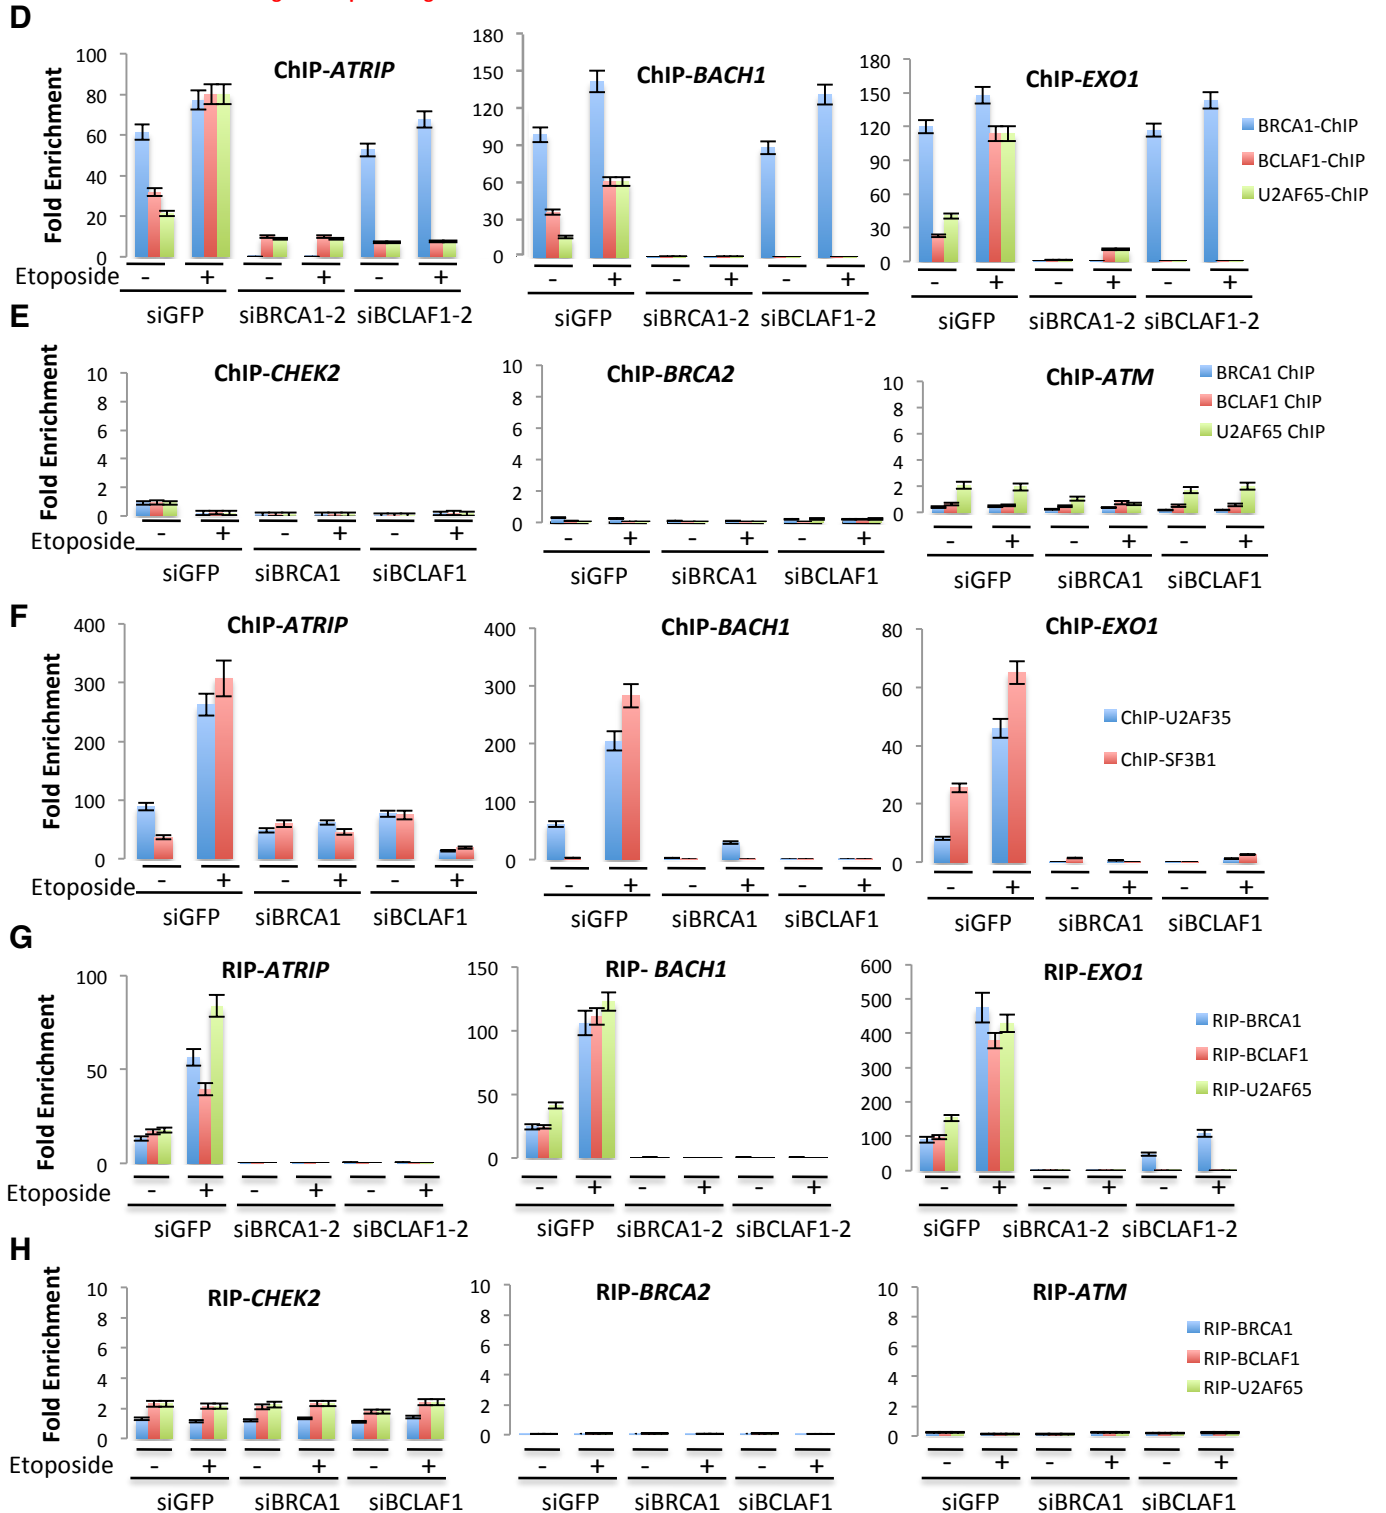 D
ChIP-ATRIP
ChIP-BACH1
ChIP-EXO1
Fold Enrichment
100
80
60
40
20
0
180
150
120
90
60
30
0
180
150
120
90
60
30
0
BRCA1-ChIP
BCLAF1-ChIP
U2AF65-ChIP
Etoposide - + - + - + - + - + - + - + - + - +
siGFP siBRCA1-2 siBCLAF1-2 siGFP siBRCA1-2 siBCLAF1-2 siGFP siBRCA1-2 siBCLAF1-2
E
ChIP-CHEK2
ChIP-BRCA2
ChIP-ATM
Fold Enrichment
10
8
6
4
2
0
10
8
6
4
2
0
10
8
6
4
2
0
BRCA1 ChIP
BCLAF1 ChIP
U2AF65 ChIP
Etoposide - + - + - + - + - + - + - + - + - +
siGFP siBRCA1 siBCLAF1 siGFP siBRCA1 siBCLAF1 siGFP siBRCA1 siBCLAF1
F
ChIP-ATRIP
ChIP-BACH1
ChIP-EXO1
Fold Enrichment
400
300
200
100
0
400
300
200
100
0
80
60
40
20
0
ChIP-U2AF35
ChIP-SF3B1
Etoposide - + - + - + - + - + - + - + - + - +
siGFP siBRCA1 siBCLAF1 siGFP siBRCA1 siBCLAF1 siGFP siBRCA1 siBCLAF1
G
RIP-ATRIP
RIP- BACH1
RIP-EXO1
Fold Enrichment
100
50
0
150
100
50
0
600
500
400
300
200
100
0
RIP-BRCA1
RIP-BCLAF1
RIP-U2AF65
Etoposide - + - + - + - + - + - + - + - + - +
siGFP siBRCA1-2 siBCLAF1-2 siGFP siBRCA1-2 siBCLAF1-2 siGFP siBRCA1-2 siBCLAF1-2
H
RIP-CHEK2
RIP-BRCA2
RIP-ATM
Fold Enrichment
10
8
6
4
2
0
10
8
6
4
2
0
10
8
6
4
2
0
RIP-BRCA1
RIP-BCLAF1
RIP-U2AF65
Etoposide - + - + - + - + - + - + - + - + - +
siGFP siBRCA1 siBCLAF1 siGFP siBRCA1 siBCLAF1 siGFP siBRCA1 siBCLAF1